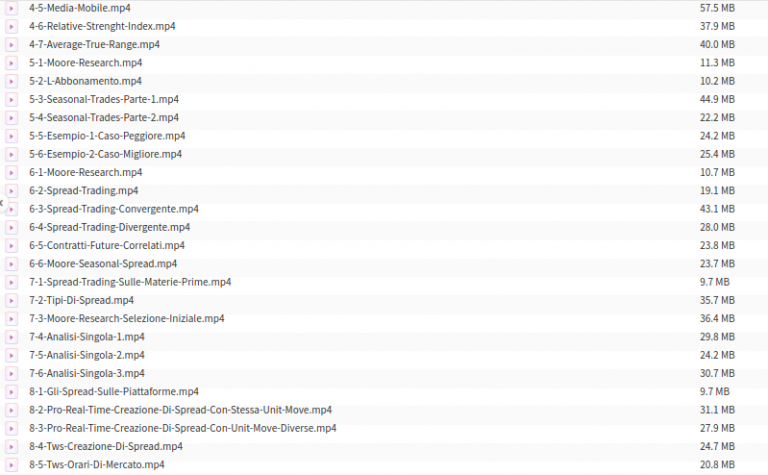 4-5-Media-Mobile.mp4 57.5 MB
4-6-Relative-Strenght-Index.mp4 37.9 MB
4-7-Average-True-Range.mp4 40.0 MB
5-1-Moore-Research.mp4 11.3 MB
5-2-L-Abbonamento.mp4 10.2 MB
5-3-Seasonal-Trades-Parte-1.mp4 44.9 MB
5-4-Seasonal-Trades-Parte-2.mp4 22.2 MB
5-5-Esempio-1-Caso-Peggiore.mp4 24.2 MB
5-6-Esempio-2-Caso-Migliore.mp4 25.4 MB
6-1-Moore-Research.mp4 10.7 MB
6-2-Spread-Trading.mp4 19.1 MB
6-3-Spread-Trading-Convergente.mp4 43.1 MB
6-4-Spread-Trading-Divergente.mp4 28.0 MB
6-5-Contratti-Future-Correlati.mp4 23.8 MB
6-6-Moore-Seasonal-Spread.mp4 23.7 MB
7-1-Spread-Trading-Sulle-Materie-Prime.mp4 9.7 MB
7-2-Tipi-Di-Spread.mp4 35.7 MB
7-3-Moore-Research-Selezione-Iniziale.mp4 36.4 MB
7-4-Analisi-Singola-1.mp4 29.8 MB
7-5-Analisi-Singola-2.mp4 24.2 MB
7-6-Analisi-Singola-3.mp4 30.7 MB
8-1-Gli-Spread-Sulle-Piattaforme.mp4 9.7 MB
8-2-Pro-Real-Time-Creazione-Di-Spread-Con-Stessa-Unit-Move.mp4 31.1 MB
8-3-Pro-Real-Time-Creazione-Di-Spread-Con-Unit-Move-Diverse.mp4 27.9 MB
8-4-Tws-Creazione-Di-Spread.mp4 24.7 MB
8-5-Tws-Orari-Di-Mercato.mp4 20.8 MB